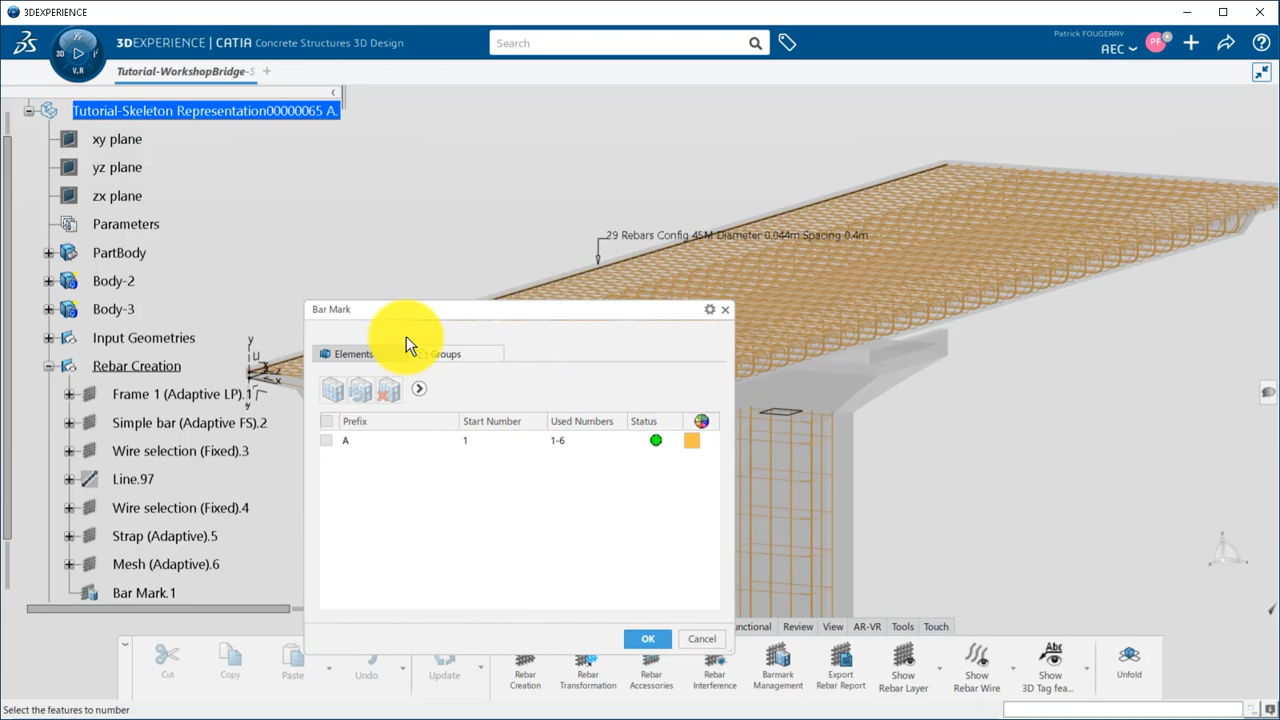 3DEXPERIENCE
3DEXPERIENCE | CATIA Concrete Structures 3D Design
Search
Patrick FOUGERAY
AEC
PF
3D
V.R
Tutorial-WorkshopBridge-S
Tutorial-Skeleton Representation00000065 A.
xy plane
yz plane
zx plane
Parameters
PartBody
Body-2
Body-3
Input Geometries
Rebar Creation
Frame 1 (Adaptive LP).1
Simple bar (Adaptive FS).2
Wire selection (Fixed).3
Line.97
Wire selection (Fixed).4
Strap (Adaptive).5
Mesh (Adaptive).6
Bar Mark.1
29 Rebars Config 45M Diameter 0.044m Spacing 0.4m
Bar Mark
Elements
Groups
Prefix Start Number Used Numbers Status
A 1 1-6
OK Cancel
Review View AR-VR Tools Touch
Cut
Copy
Paste
Undo
Update
Rebar Creation
Rebar Transformation
Rebar Accessories
Rebar Interference
Barmark Management
Export Rebar Report
Show Rebar Layer
Show Rebar Wire
Show 3D Tag fea...
Unfold
Select the features to number